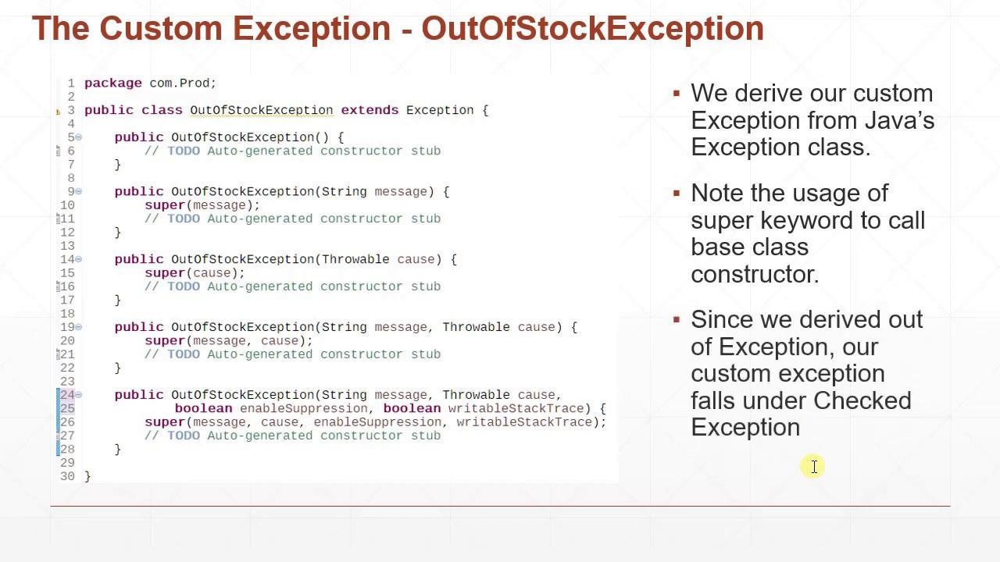 The Custom Exception - OutOfStockException
1 package com.Prod;
2
3 public class OutOfStockException extends Exception {
4
5 public OutOfStockException() {
6 // TODO Auto-generated constructor stub
7 }
8
9 public OutOfStockException(String message) {
10 super(message);
11 // TODO Auto-generated constructor stub
12 }
13
14 public OutOfStockException(Throwable cause) {
15 super(cause);
16 // TODO Auto-generated constructor stub
17 }
18
19 public OutOfStockException(String message, Throwable cause) {
20 super(message, cause);
21 // TODO Auto-generated constructor stub
22 }
23
24 public OutOfStockException(String message, Throwable cause,
25 boolean enableSuppression, boolean writableStackTrace) {
26 super(message, cause, enableSuppression, writableStackTrace);
27 // TODO Auto-generated constructor stub
28 }
29
30 }
▪ We derive our custom
Exception from Java’s
Exception class.
▪ Note the usage of
super keyword to call
base class
constructor.
▪ Since we derived out
of Exception, our
custom exception
falls under Checked
Exception